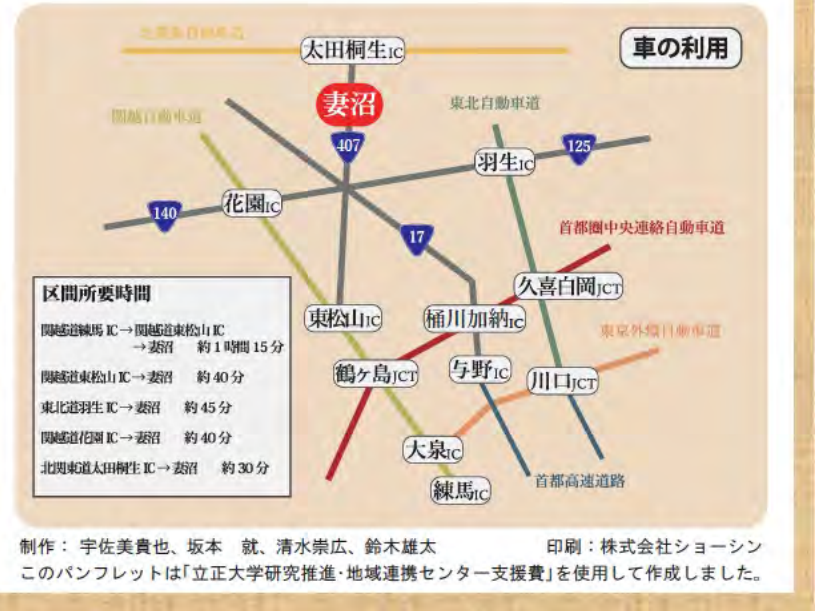 北関東自動車道
太田桐生IC
車の利用
妻沼
関越自動車道
東北自動車道
407
125
羽生IC
140
花園IC
17
首都圏中央連絡自動車道
久喜白岡JCT
東松山IC
桶川加納IC
東京外環自動車道
鶴ヶ島JCT
与野IC
川口JCT
大泉IC
練馬IC
首都高速道路
区間所要時間
関越道練馬IC→関越道東松山IC
→妻沼 約1時間15分
関越道東松山IC→妻沼 約40分
東北道羽生IC→妻沼 約45分
関越道花園IC→妻沼 約40分
北関東道太田桐生IC→妻沼 約30分
制作： 宇佐美貴也、坂本 就、清水崇広、鈴木雄太 印刷：株式会社ショーシン
このパンフレットは「立正大学研究推進･地域連携センター支援費」を使用して作成しました。